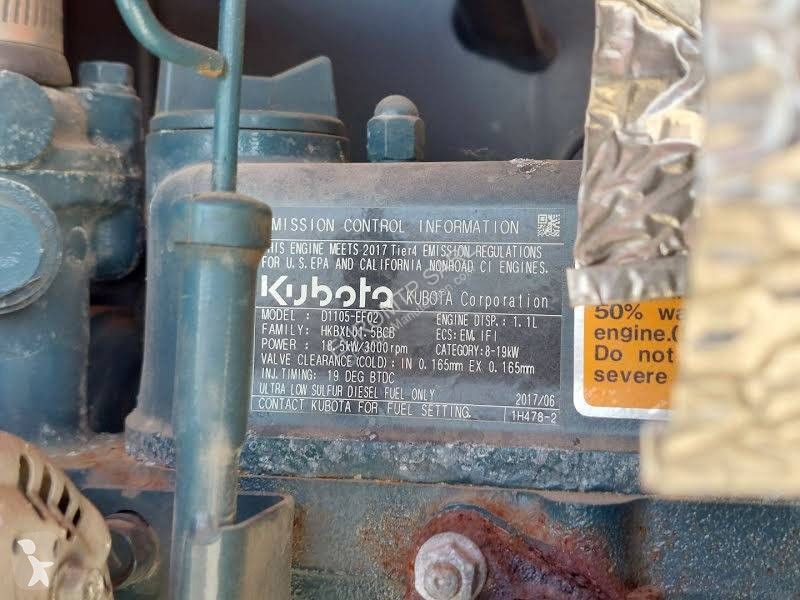 EMISSION CONTROL INFORMATION
THIS ENGINE MEETS 2017 Tier4 EMISSION REGULATIONS
FOR U.S.EPA AND CALIFORNIA NONROAD CI ENGINES.
Kubota KUBOTA Corporation
MODEL : D1105-EF02 ENGINE DISP.: 1.1L
FAMILY: HKBXL01.5BCB ECS:EM,IFI
POWER : 18.5kW/3000rpm CATEGORY:8-19kW
VALVE CLEARANCE(COLD): IN 0.165mm EX 0.165mm
INJ.TIMING: 19 DEG BTDC
ULTRA LOW SULFUR DIESEL FUEL ONLY 2017/06
CONTACT KUBOTA FOR FUEL SETTING. 1H478-2
50% wa
engine.
Do not
severe